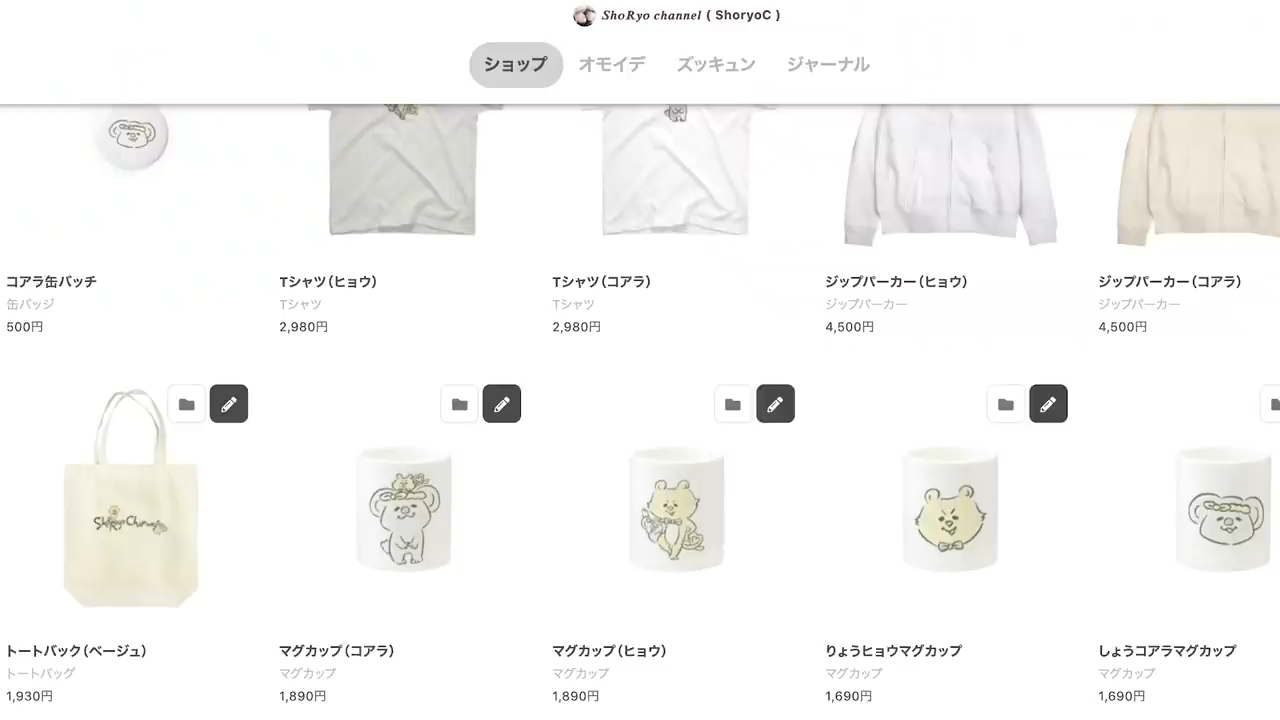 ShoRyo channel ( ShoryoC )
ショップ オモイデ ズッキュン ジャーナル
コアラ缶バッチ Tシャツ(ヒョウ) Tシャツ(コアラ) ジップパーカー(ヒョウ) ジップパーカー(コアラ)
缶バッジ Tシャツ Tシャツ ジップパーカー ジップパーカー
500円 2,980円 2,980円 4,500円 4,500円
ShoRyo Channel
トートバック(ベージュ) マグカップ(コアラ) マグカップ(ヒョウ) りょうヒョウマグカップ しょうコアラマグカップ
トートバッグ マグカップ マグカップ マグカップ マグカップ
1,930円 1,890円 1,890円 1,690円 1,690円